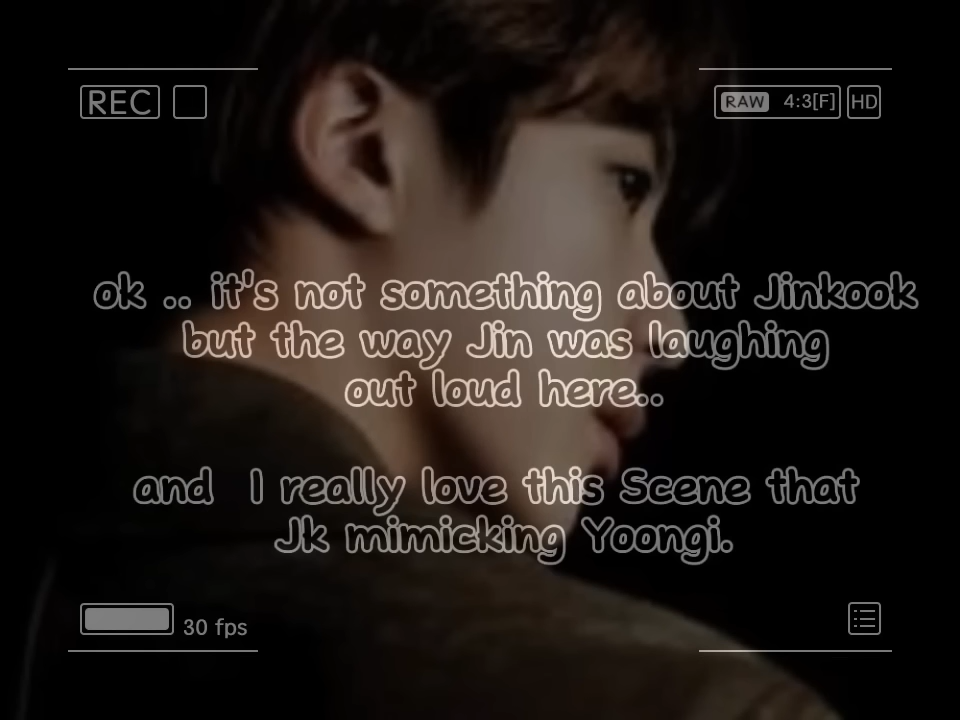 REC
RAW 4:3[F] HD
ok .. it's not something about Jinkook
but the way Jin was laughing
out loud here..
and I really love this Scene that
Jk mimicking Yoongi.
30 fps